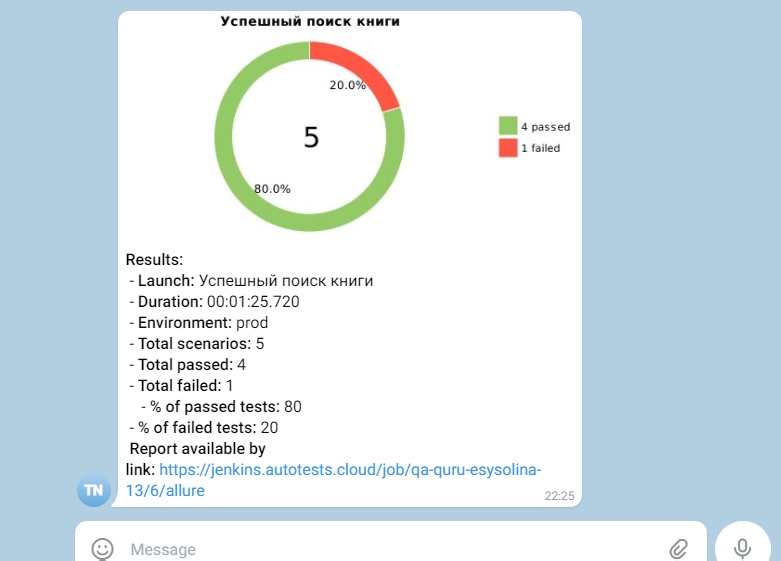 Успешный поиск книги
20.0%
5
80.0%
4 passed
1 failed
Results:
- Launch: Успешный поиск книги
- Duration: 00:01:25.720
- Environment: prod
- Total scenarios: 5
- Total passed: 4
- Total failed: 1
- % of passed tests: 80
- % of failed tests: 20
Report available by
link: https://jenkins.autotests.cloud/job/qa-quru-esysolina-
13/6/allure
TN
22:25
Message